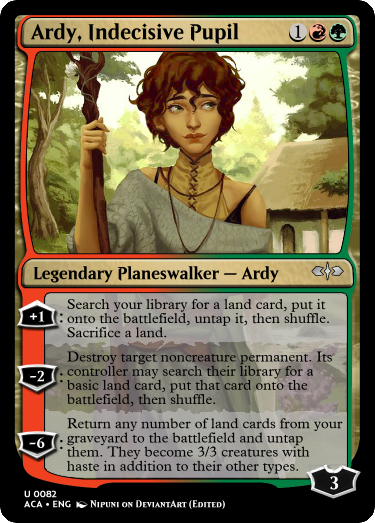 Ardy, Indecisive Pupil 1
Legendary Planeswalker — Ardy
+1: Search your library for a land card, put it
onto the battlefield, untap it, then shuffle.
Sacrifice a land.
-2: Destroy target noncreature permanent. Its
controller may search their library for a
basic land card, put that card onto the
battlefield, then shuffle.
-6: Return any number of land cards from your
graveyard to the battlefield and untap
them. They become 3/3 creatures with
haste in addition to their other types.
3
U 0082
ACA • ENG Nipuni on DeviantArt (Edited)